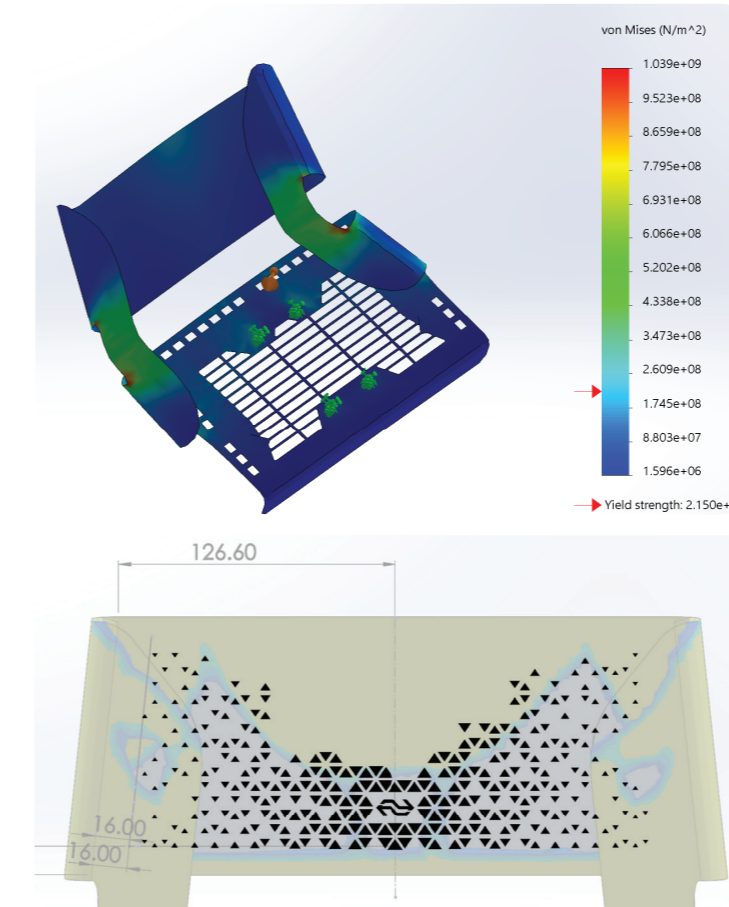 von Mises (N/m^2)
1.039e+09
9.523e+08
8.659e+08
7.795e+08
6.931e+08
6.066e+08
5.202e+08
4.338e+08
3.473e+08
2.609e+08
1.745e+08
8.803e+07
1.596e+06
Yield strength: 2.150e+
126.60
16.00
16.00